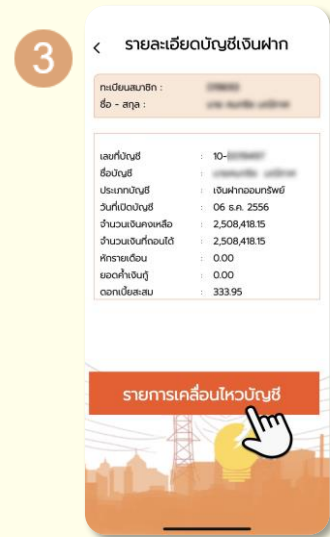 3
< รายละเอียดบัญชีเงินฝาก
ทะเบียนสมาชิก :
ชื่อ - สกุล :
เลขที่บัญชี : 10-
ชื่อบัญชี :
ประเภทบัญชี : เงินฝากออมทรัพย์
วันที่เปิดบัญชี : 06 ธ.ค. 2556
จำนวนเงินคงเหลือ : 2,508,418.15
จำนวนเงินที่ถอนได้ : 2,508,418.15
หักรายเดือน : 0.00
ยอดค้ำเงินกู้ : 0.00
ดอกเบี้ยสะสม : 333.95
รายการเคลื่อนไหวบัญชี